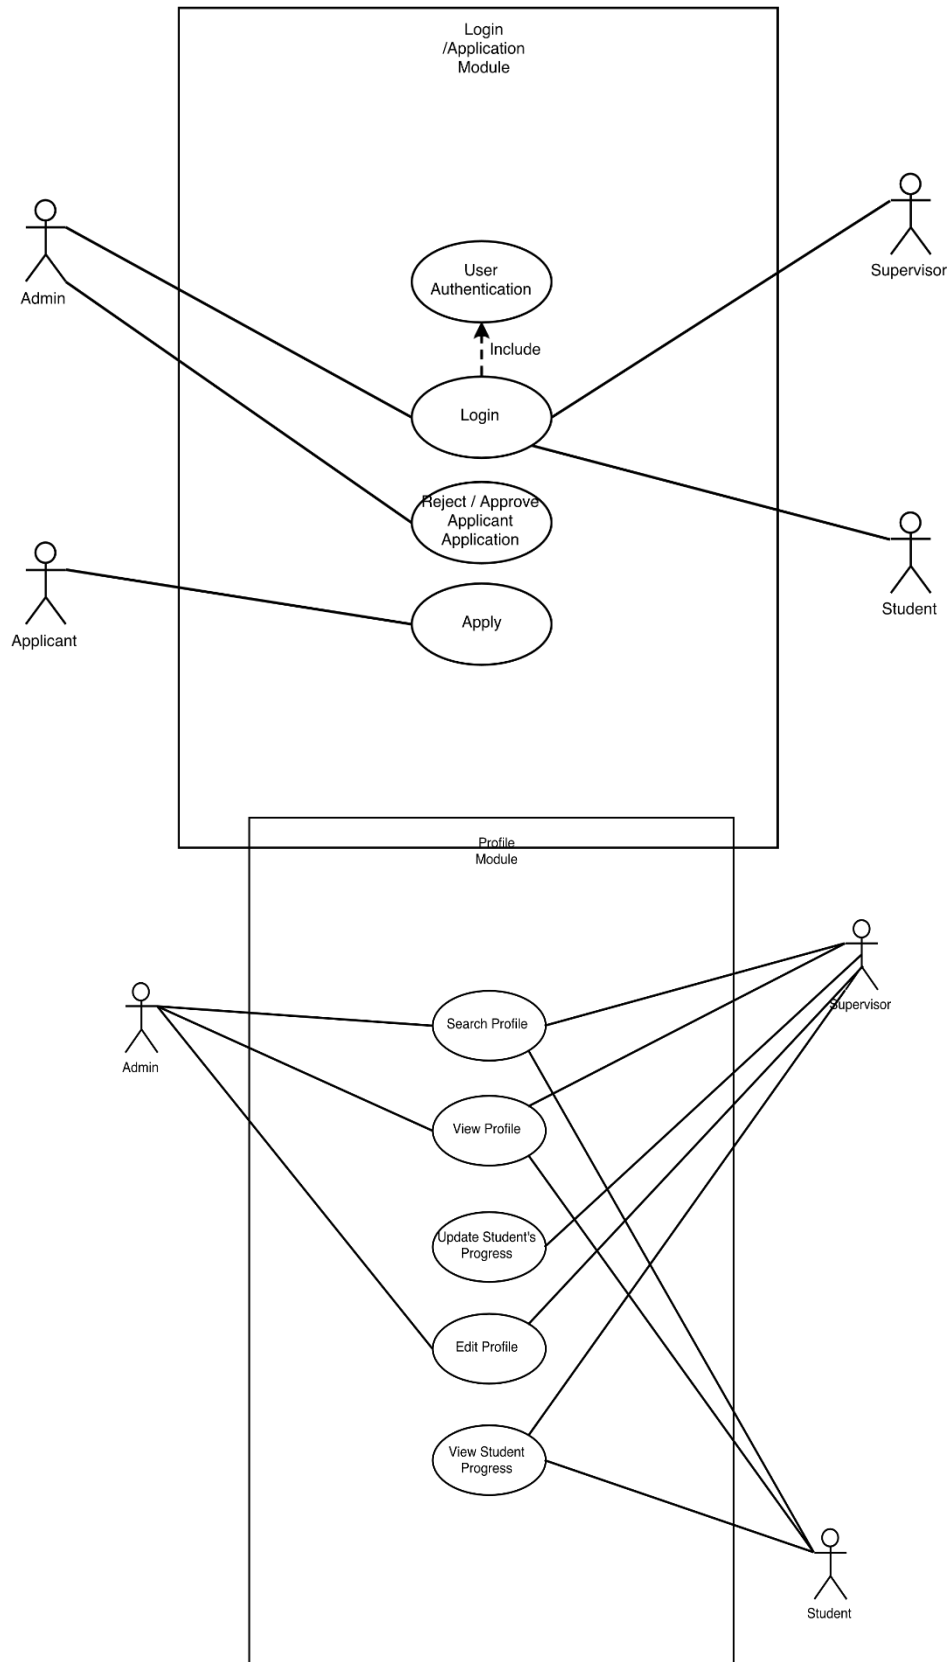 Login
/Application
Module
Supervisor
Admin
User
Authentication
Include
Login
Reject / Approve
Applicant
Application
Applicant
Apply
Student
Profile
Module
Supervisor
Admin
Search Profile
View Profile
Update Student's
Progress
Edit Profile
View Student
Progress
Student